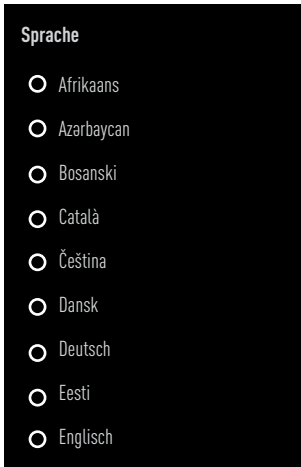 Sprache
Afrikaans
Azərbaycan
Bosanski
Català
Čeština
Dansk
Deutsch
Eesti
Englisch